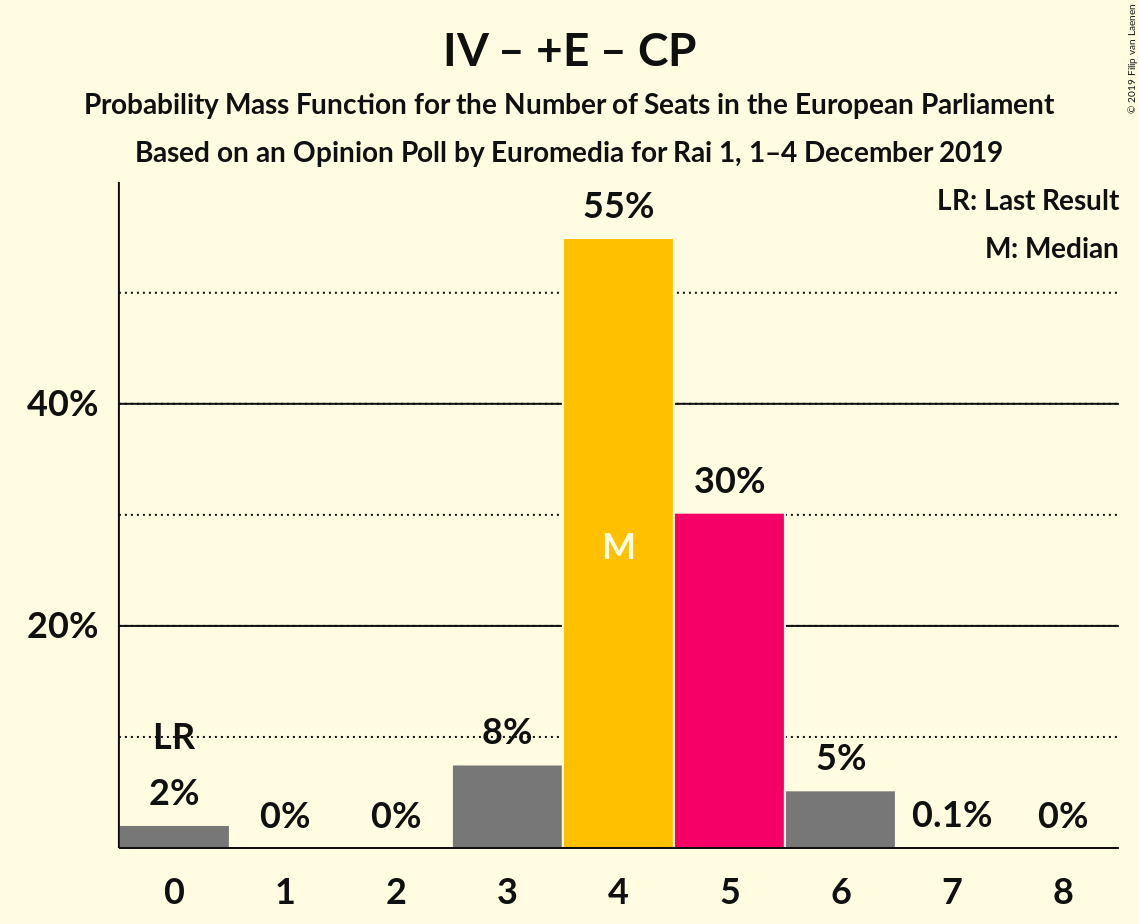 IV – +E – CP
Probability Mass Function for the Number of Seats in the European Parliament
Based on an Opinion Poll by Euromedia for Rai 1, 1–4 December 2019
© 2019 Filip van Laenen
LR: Last Result
M: Median
55%
40%
30%
M
20%
LR
8%
5%
2%
0%
0%
0.1%
0%
0 1 2 3 4 5 6 7 8